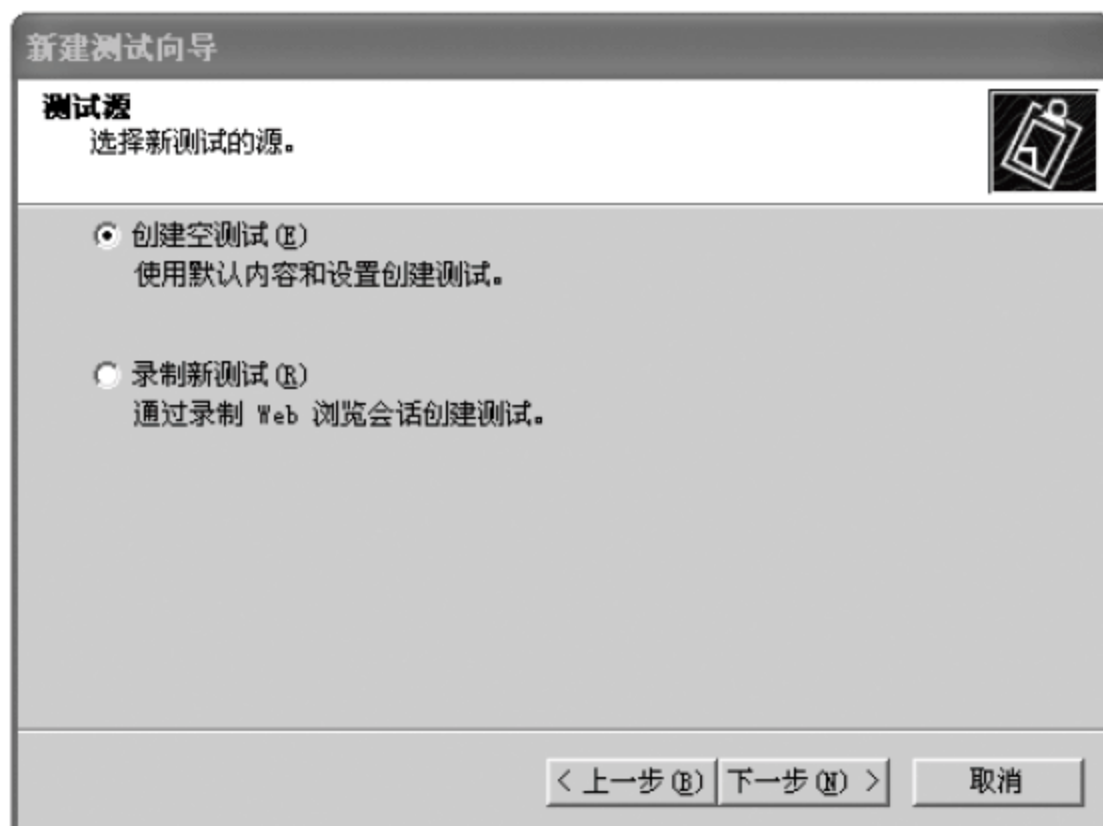 新建测试向导
测试源
选择新测试的源。
创建空测试(E)
使用默认内容和设置创建测试。
录制新测试(R)
通过录制 Web 浏览会话创建测试。
< 上一步(B) 下一步(N) > 取消